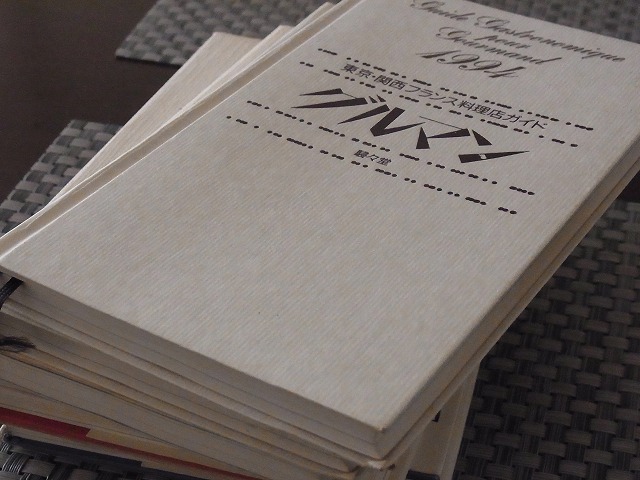 Guide Gastronomique
pour
Gourmand
1994
東京・関西フランス料理店ガイド
グルマン
駸々堂